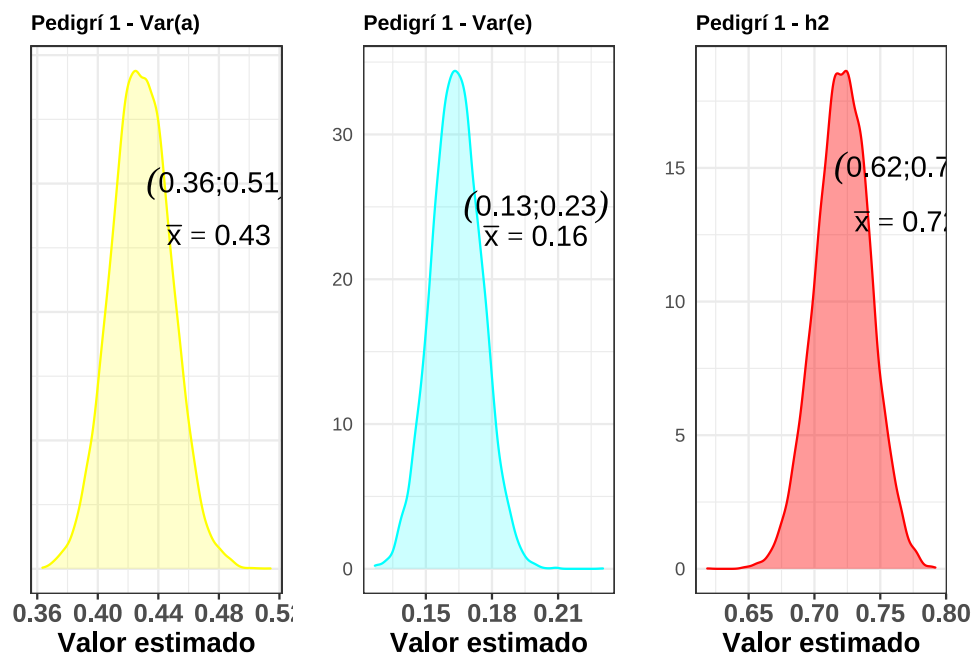 Pedigrí 1 - Var(a)
(0.36;0.51)
x̅ = 0.43
0.36 0.40 0.44 0.48 0.52
Valor estimado
Pedigrí 1 - Var(e)
30
20
10
0
(0.13;0.23)
x̅ = 0.16
0.15 0.18 0.21
Valor estimado
Pedigrí 1 - h2
15
10
5
0
(0.62;0.7
x̅ = 0.72
0.65 0.70 0.75 0.80
Valor estimado